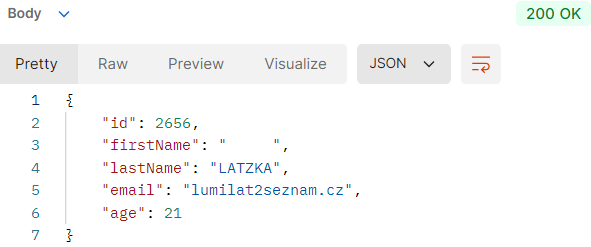 Body 200 OK
Pretty Raw Preview Visualize JSON
1 {
2 "id": 2656,
3 "firstName": "     ",
4 "lastName": "LATZKA",
5 "email": "lumilat2seznam.cz",
6 "age": 21
7 }